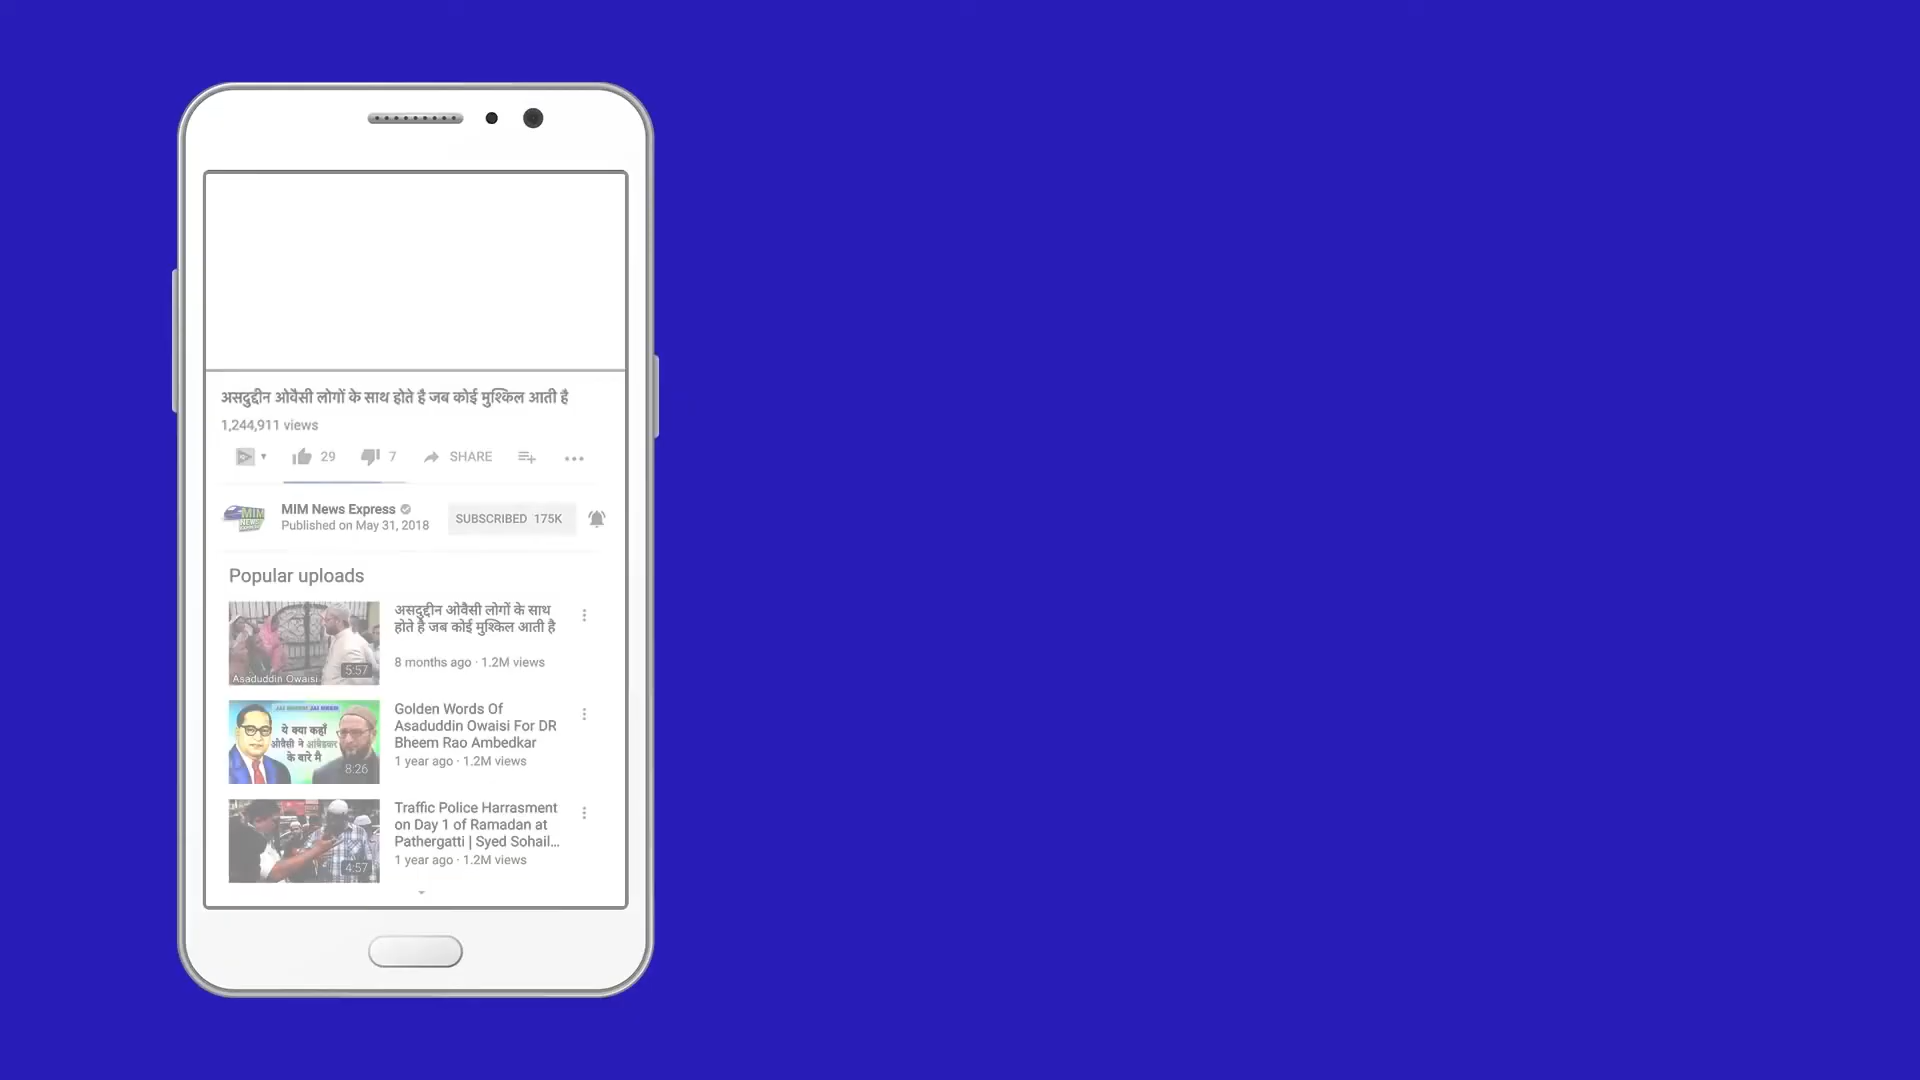 असदुद्दीन ओवैसी लोगों के साथ होते है जब कोई मुश्किल आती है
1,244,911 views
29 7 SHARE
MIM NEWS EXPRESS
MIM News Express
Published on May 31, 2018
SUBSCRIBED 175K
Popular uploads
असदुद्दीन ओवैसी लोगों के साथ
होते है जब कोई मुश्किल आती है
8 months ago · 1.2M views
5:57
Asaduddin Owaisi
Golden Words Of
Asaduddin Owaisi For DR
Bheem Rao Ambedkar
1 year ago · 1.2M views
ये क्या कहाँ
ओवैसी ने आंबेडकर
के बारे मै
8:26
Traffic Police Harrasment
on Day 1 of Ramadan at
Pathergatti | Syed Sohail...
1 year ago · 1.2M views
4:57